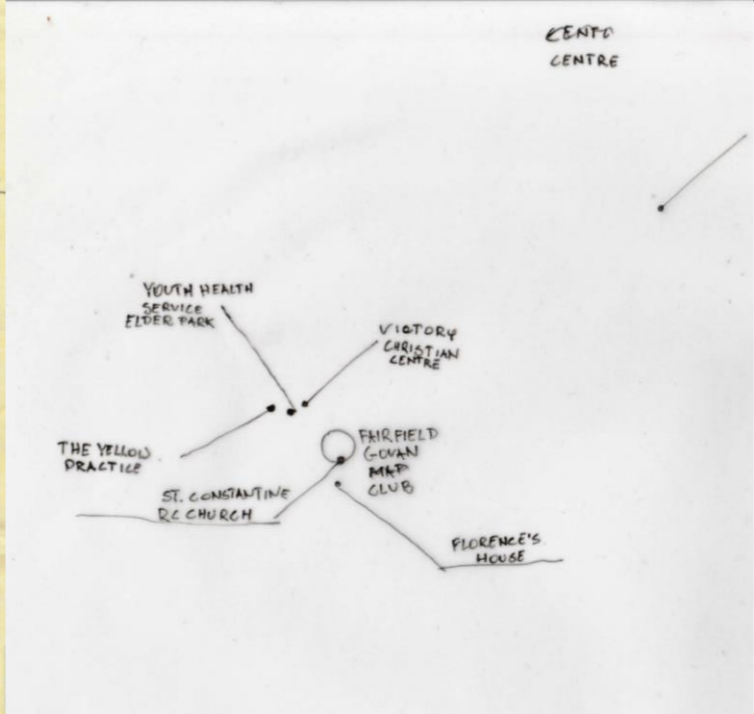 CENTRE
YOUTH HEALTH
SERVICE
ELDER PARK
VICTORY
CHRISTIAN
CENTRE
THE YELLOW
PRACTICE
FAIRFIELD
GOVAN
MAP
CLUB
ST. CONSTANTINE
RC CHURCH
FLORENCE'S
HOUSE